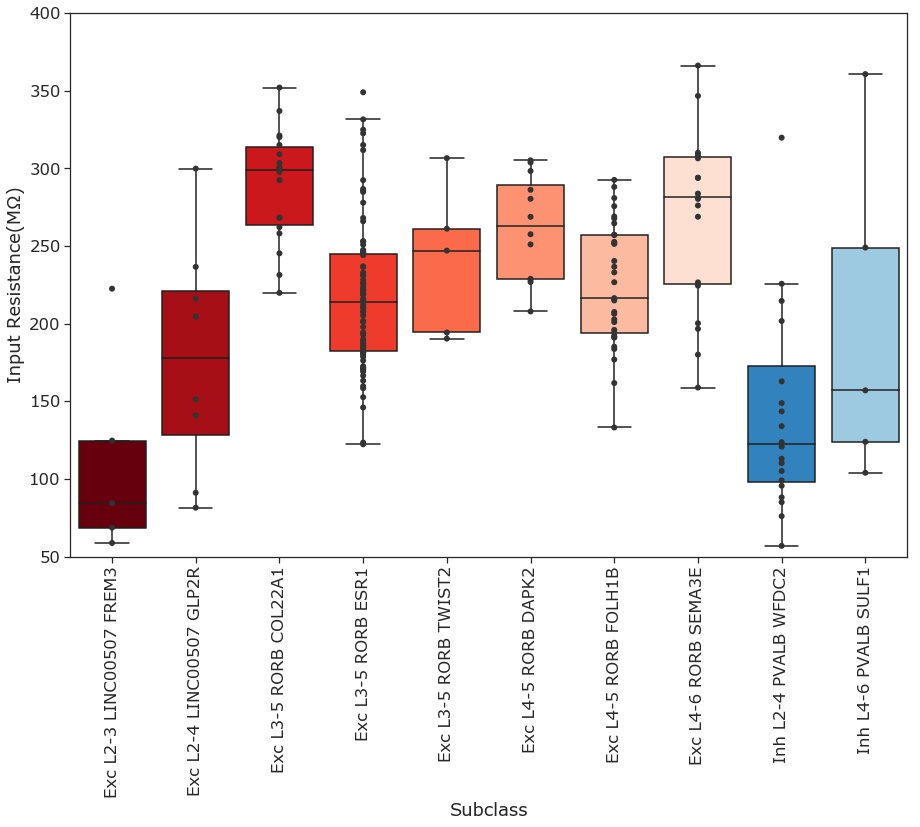 400
350
300
250
200
150
100
50
Input Resistance(MΩ)
Exc L2-3 LINC00507 FREM3
Exc L2-4 LINC00507 GLP2R
Exc L3-5 RORB COL22A1
Exc L3-5 RORB ESR1
Exc L3-5 RORB TWIST2
Exc L4-5 RORB DAPK2
Exc L4-5 RORB FOLH1B
Exc L4-6 RORB SEMA3E
Inh L2-4 PVALB WFDC2
Inh L4-6 PVALB SULF1
Subclass